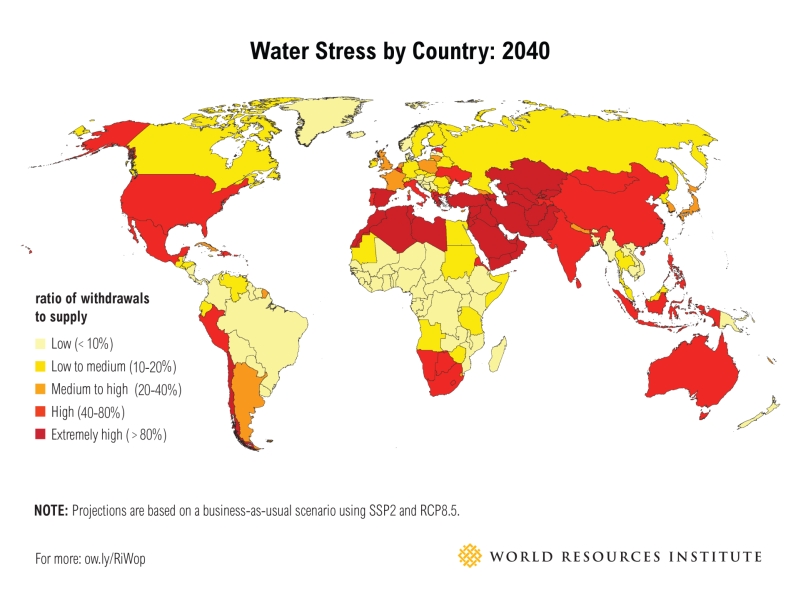 Water Stress by Country: 2040
ratio of withdrawals
to supply
Low (< 10%)
Low to medium (10-20%)
Medium to high (20-40%)
High (40-80%)
Extremely high ( > 80%)
NOTE: Projections are based on a business-as-usual scenario using SSP2 and RCP8.5.
For more: ow.ly/RiWop
WORLD RESOURCES INSTITUTE